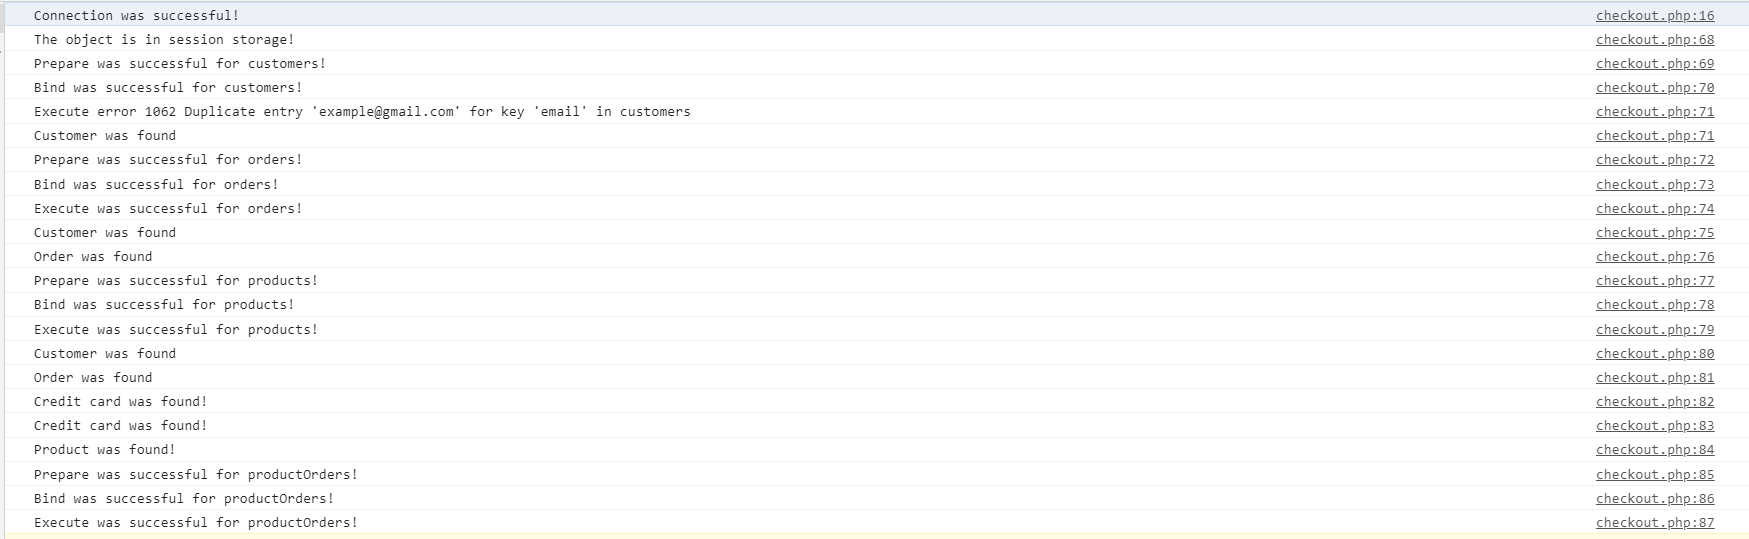 Connection was successful! checkout.php:16
The object is in session storage! checkout.php:68
Prepare was successful for customers! checkout.php:69
Bind was successful for customers! checkout.php:70
Execute error 1062 Duplicate entry 'example@gmail.com' for key 'email' in customers checkout.php:71
Customer was found checkout.php:71
Prepare was successful for orders! checkout.php:72
Bind was successful for orders! checkout.php:73
Execute was successful for orders! checkout.php:74
Customer was found checkout.php:75
Order was found checkout.php:76
Prepare was successful for products! checkout.php:77
Bind was successful for products! checkout.php:78
Execute was successful for products! checkout.php:79
Customer was found checkout.php:80
Order was found checkout.php:81
Credit card was found! checkout.php:82
Credit card was found! checkout.php:83
Product was found! checkout.php:84
Prepare was successful for productOrders! checkout.php:85
Bind was successful for productOrders! checkout.php:86
Execute was successful for productOrders! checkout.php:87